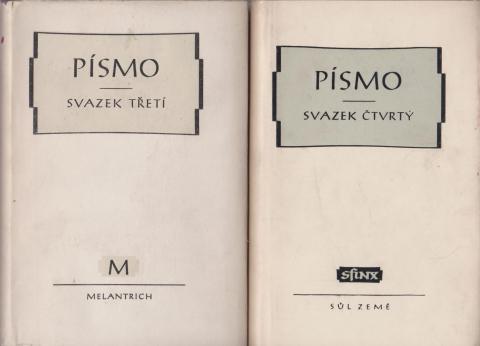 PÍSMO
SVAZEK TŘETÍ
M
MELANTRICH
PÍSMO
SVAZEK ČTVRTÝ
sfinx
SŮL ZEMĚ